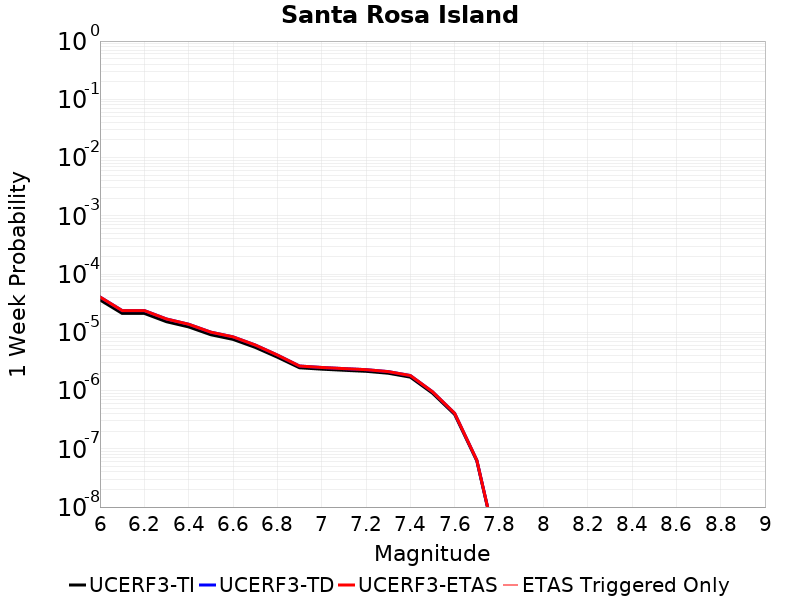 Santa Rosa Island
1 Week Probability
10^0
10^-1
10^-2
10^-3
10^-4
10^-5
10^-6
10^-7
10^-8
6 6.2 6.4 6.6 6.8 7 7.2 7.4 7.6 7.8 8 8.2 8.4 8.6 8.8 9
Magnitude
UCERF3-TI UCERF3-TD UCERF3-ETAS ETAS Triggered Only